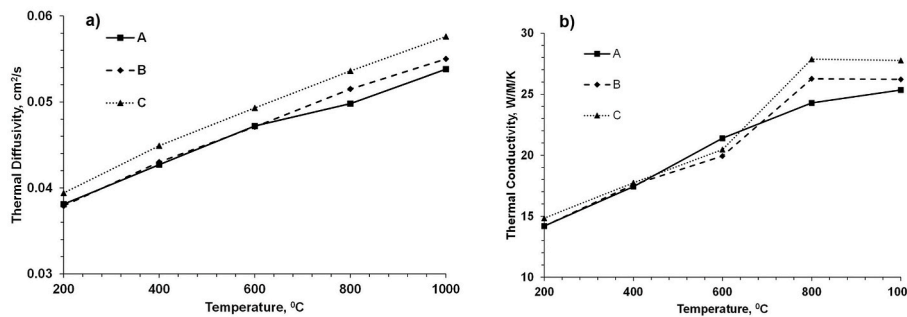 a)
A
B
C
0.06
0.05
0.04
0.03
Thermal Diffusivity, cm²/s
200 400 600 800 1000
Temperature, ⁰C
b)
A
B
C
30
25
20
15
10
Thermal Conductivity, W/M/K
200 400 600 800 100
Temperature, ⁰C